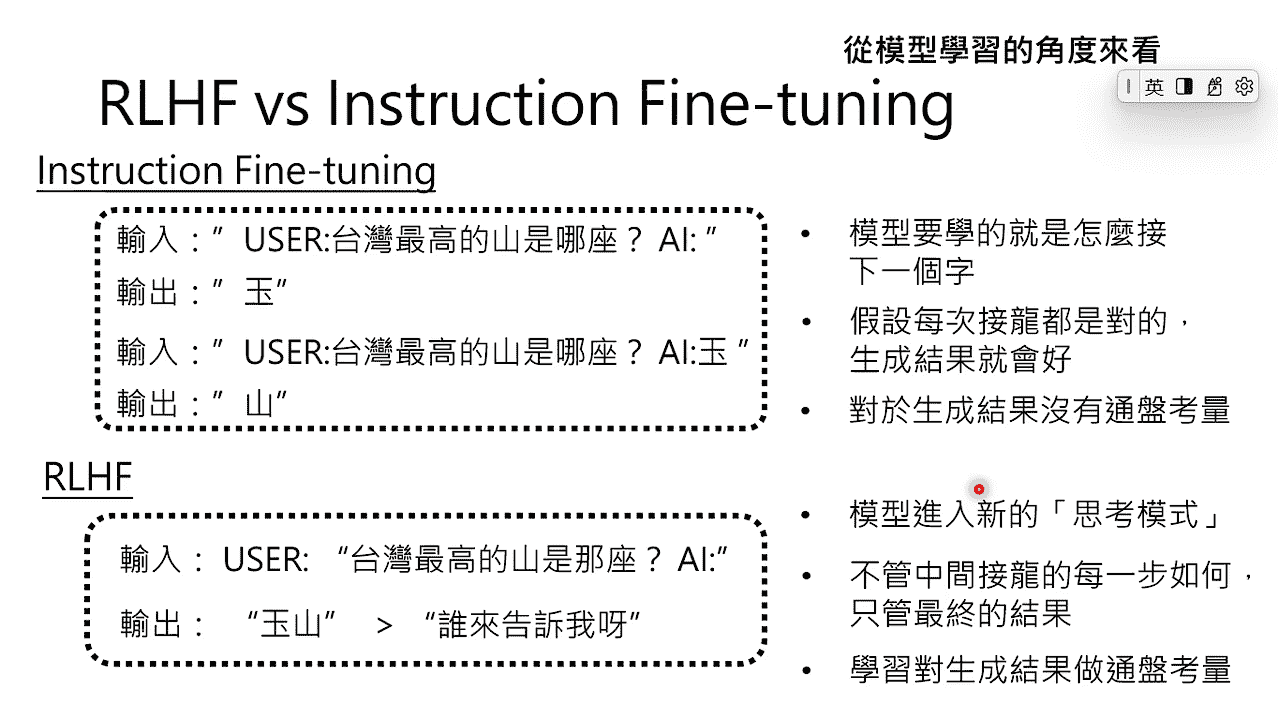 從模型學習的角度來看
英
RLHF vs Instruction Fine-tuning
Instruction Fine-tuning
輸入：” USER:台灣最高的山是哪座？ AI: ”
輸出：” 玉”
輸入：” USER:台灣最高的山是哪座？ AI:玉 ”
輸出：” 山”
• 模型要學的就是怎麼接
下一個字
• 假設每次接龍都是對的，
生成結果就會好
• 對於生成結果沒有通盤考量
RLHF
輸入： USER: “台灣最高的山是那座？ AI:”
輸出： “玉山” > “誰來告訴我呀”
• 模型進入新的「思考模式」
• 不管中間接龍的每一步如何，
只管最終的結果
• 學習對生成結果做通盤考量